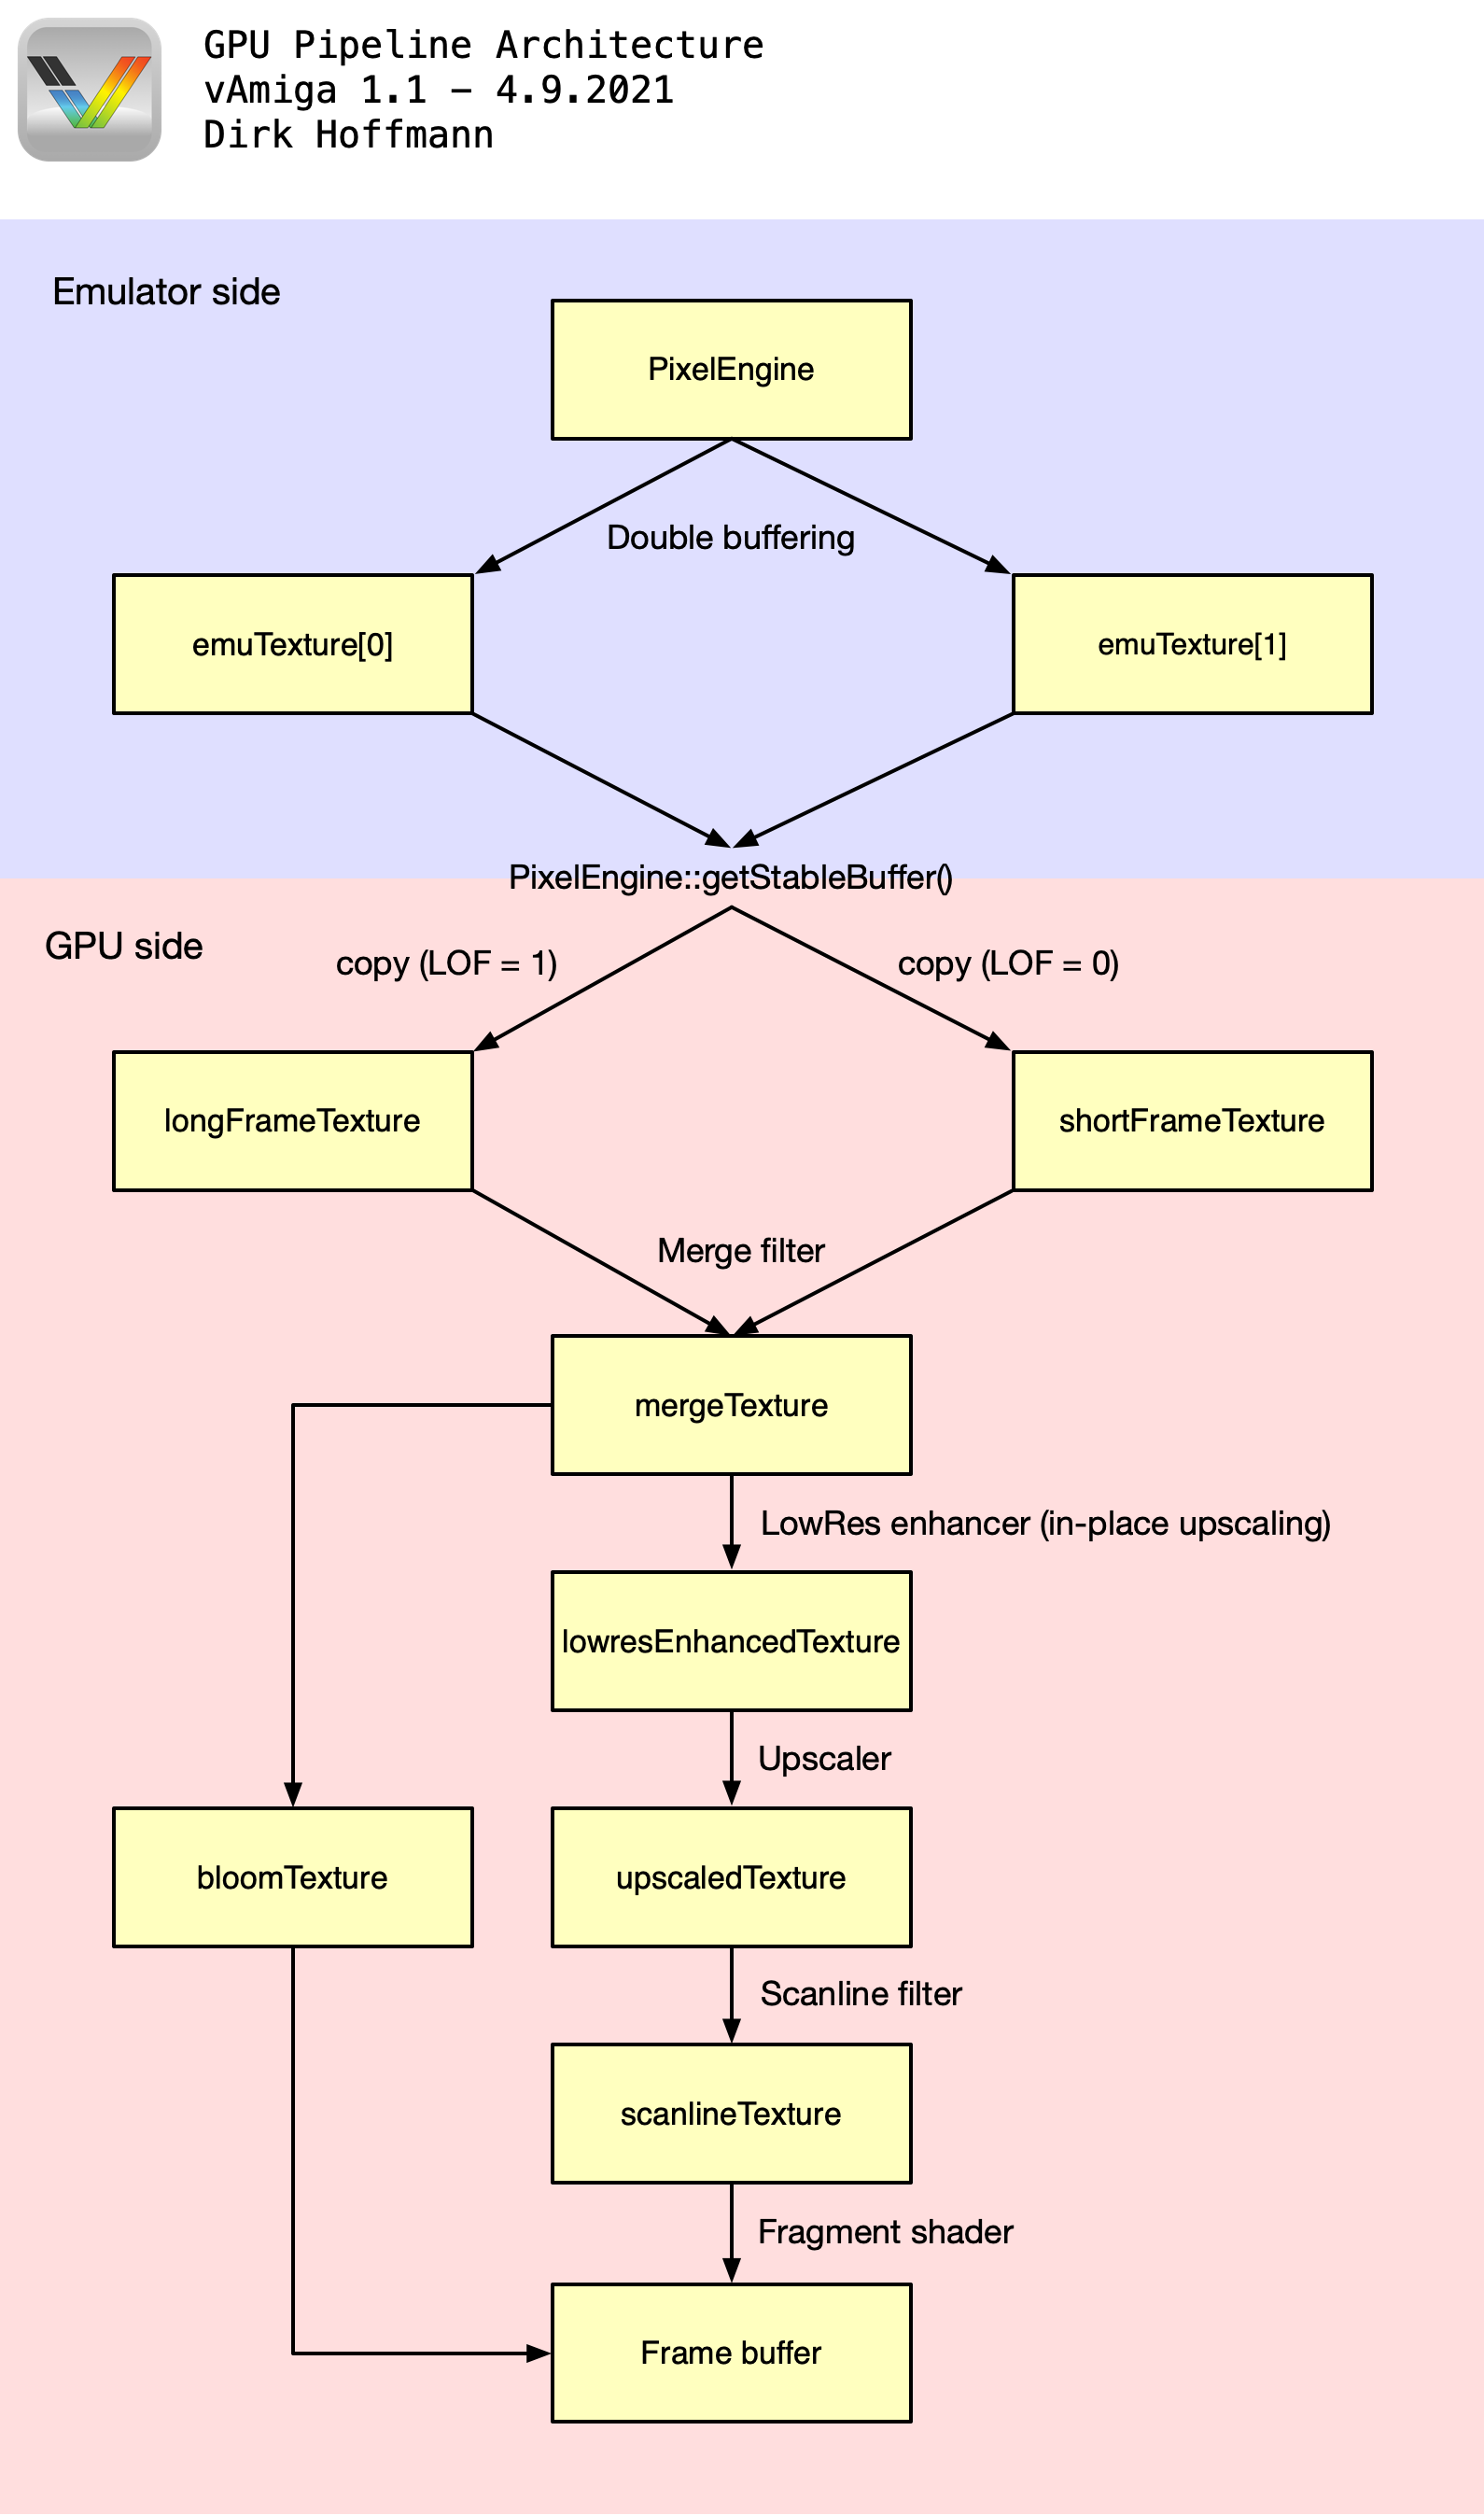 GPU Pipeline Architecture
vAmiga 1.1 – 4.9.2021
Dirk Hoffmann
Emulator side
PixelEngine
Double buffering
emuTexture[0]
emuTexture[1]
PixelEngine::getStableBuffer()
GPU side
copy (LOF = 1)
copy (LOF = 0)
longFrameTexture
shortFrameTexture
Merge filter
mergeTexture
LowRes enhancer (in-place upscaling)
lowresEnhancedTexture
Upscaler
bloomTexture
upscaledTexture
Scanline filter
scanlineTexture
Fragment shader
Frame buffer